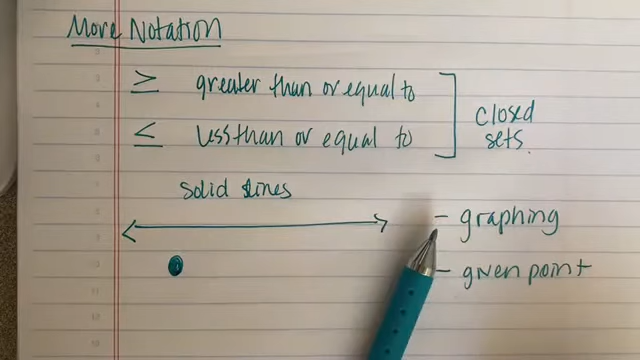 More Notation
≥ greater than or equal to
≤ less than or equal to
closed
sets.
solid lines
- graphing
- given point